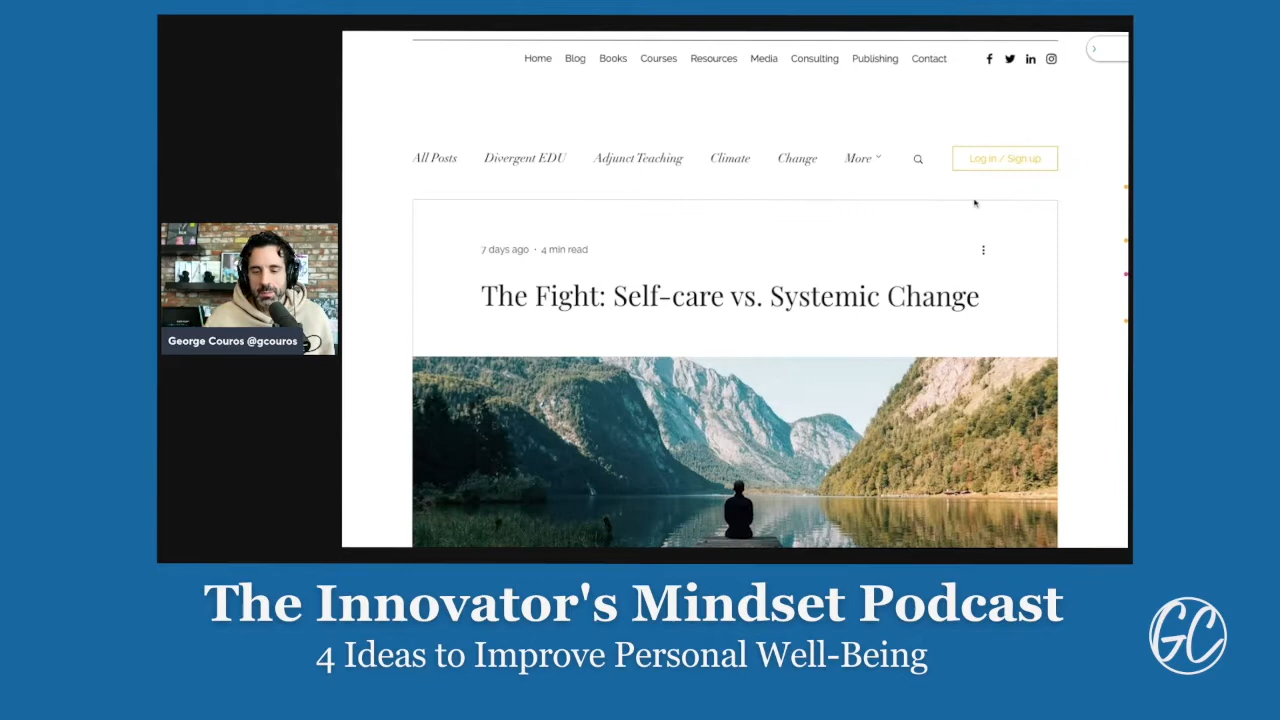 Home Blog Books Courses Resources Media Consulting Publishing Contact
All Posts Divergent EDU Adjunct Teaching Climate Change More Log in / Sign up
7 days ago · 4 min read
The Fight: Self-care vs. Systemic Change
George Couros @gcouros
The Innovator's Mindset Podcast
4 Ideas to Improve Personal Well-Being
GC